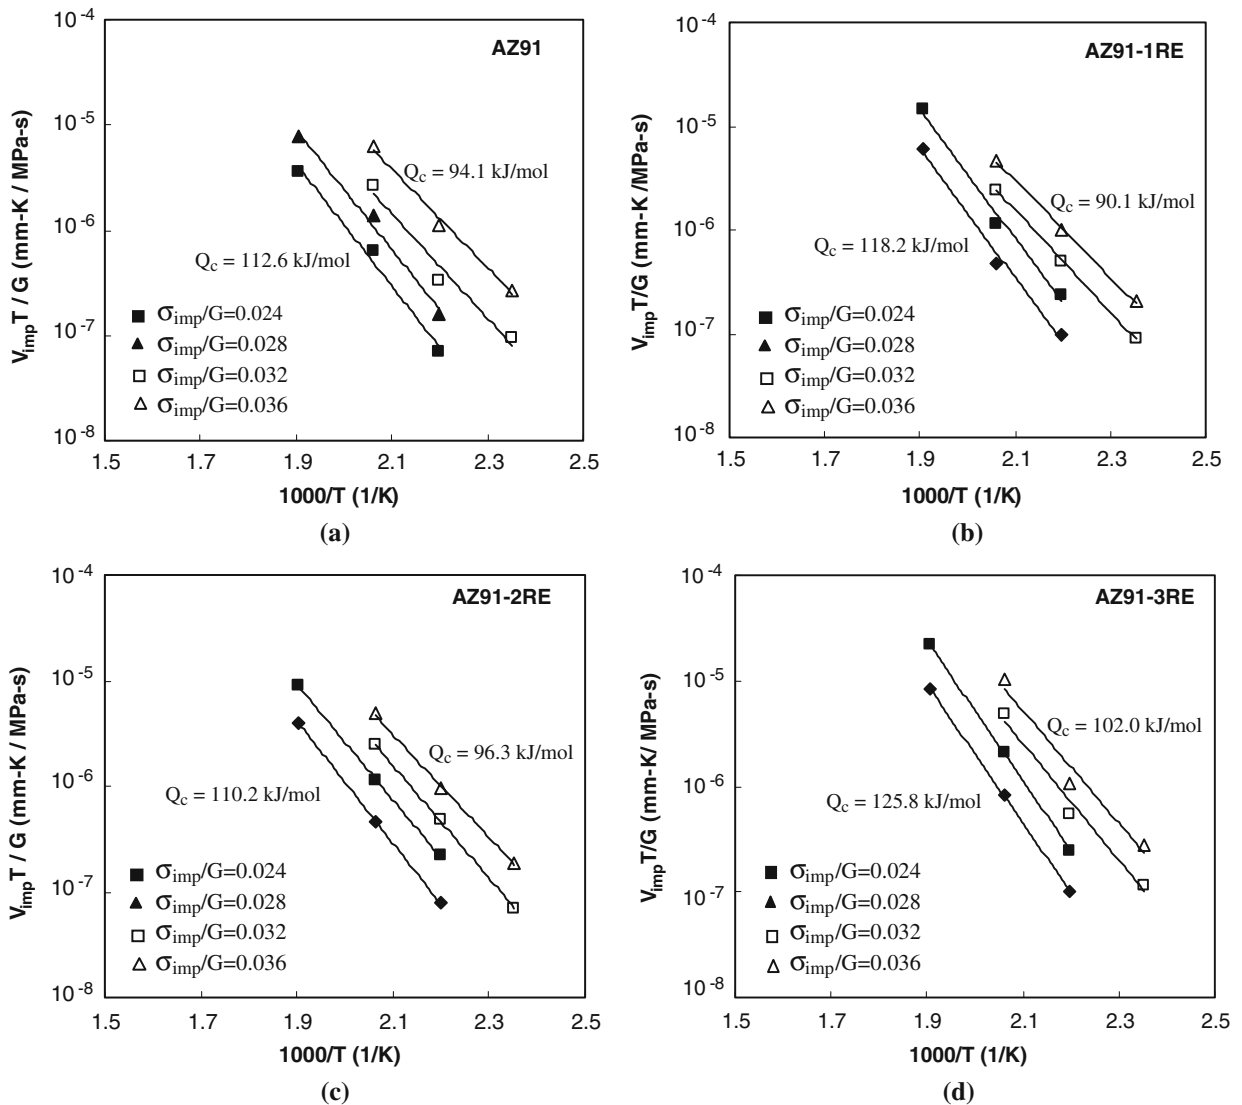 AZ91
10^-4
10^-5
10^-6
10^-7
10^-8
V_imp T / G (mm-K / MPa-s)
Q_c = 94.1 kJ/mol
Q_c = 112.6 kJ/mol
σ_imp/G=0.024
σ_imp/G=0.028
σ_imp/G=0.032
σ_imp/G=0.036
1.5 1.7 1.9 2.1 2.3 2.5
1000/T (1/K)
(a)
AZ91-1RE
10^-4
10^-5
10^-6
10^-7
10^-8
V_imp T/G (mm-K /MPa-s)
Q_c = 90.1 kJ/mol
Q_c = 118.2 kJ/mol
σ_imp/G=0.024
σ_imp/G=0.028
σ_imp/G=0.032
σ_imp/G=0.036
1.5 1.7 1.9 2.1 2.3 2.5
1000/T (1/K)
(b)
AZ91-2RE
10^-4
10^-5
10^-6
10^-7
10^-8
V_imp T / G (mm-K / MPa-s)
Q_c = 96.3 kJ/mol
Q_c = 110.2 kJ/mol
σ_imp/G=0.024
σ_imp/G=0.028
σ_imp/G=0.032
σ_imp/G=0.036
1.5 1.7 1.9 2.1 2.3 2.5
1000/T (1/K)
(c)
AZ91-3RE
10^-4
10^-5
10^-6
10^-7
10^-8
V_imp T/G (mm-K/ MPa-s)
Q_c = 102.0 kJ/mol
Q_c = 125.8 kJ/mol
σ_imp/G=0.024
σ_imp/G=0.028
σ_imp/G=0.032
σ_imp/G=0.036
1.5 1.7 1.9 2.1 2.3 2.5
1000/T (1/K)
(d)